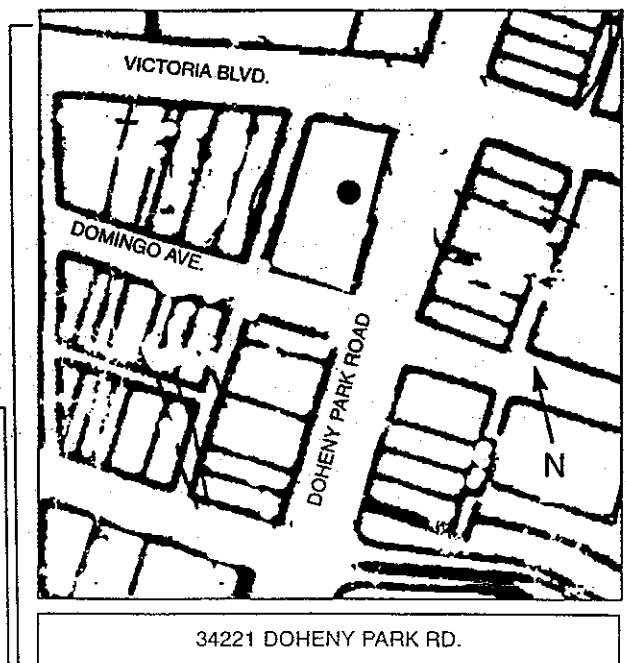 VICTORIA BLVD.
DOMINGO AVE.
DOHENY PARK ROAD
N
34221 DOHENY PARK RD.